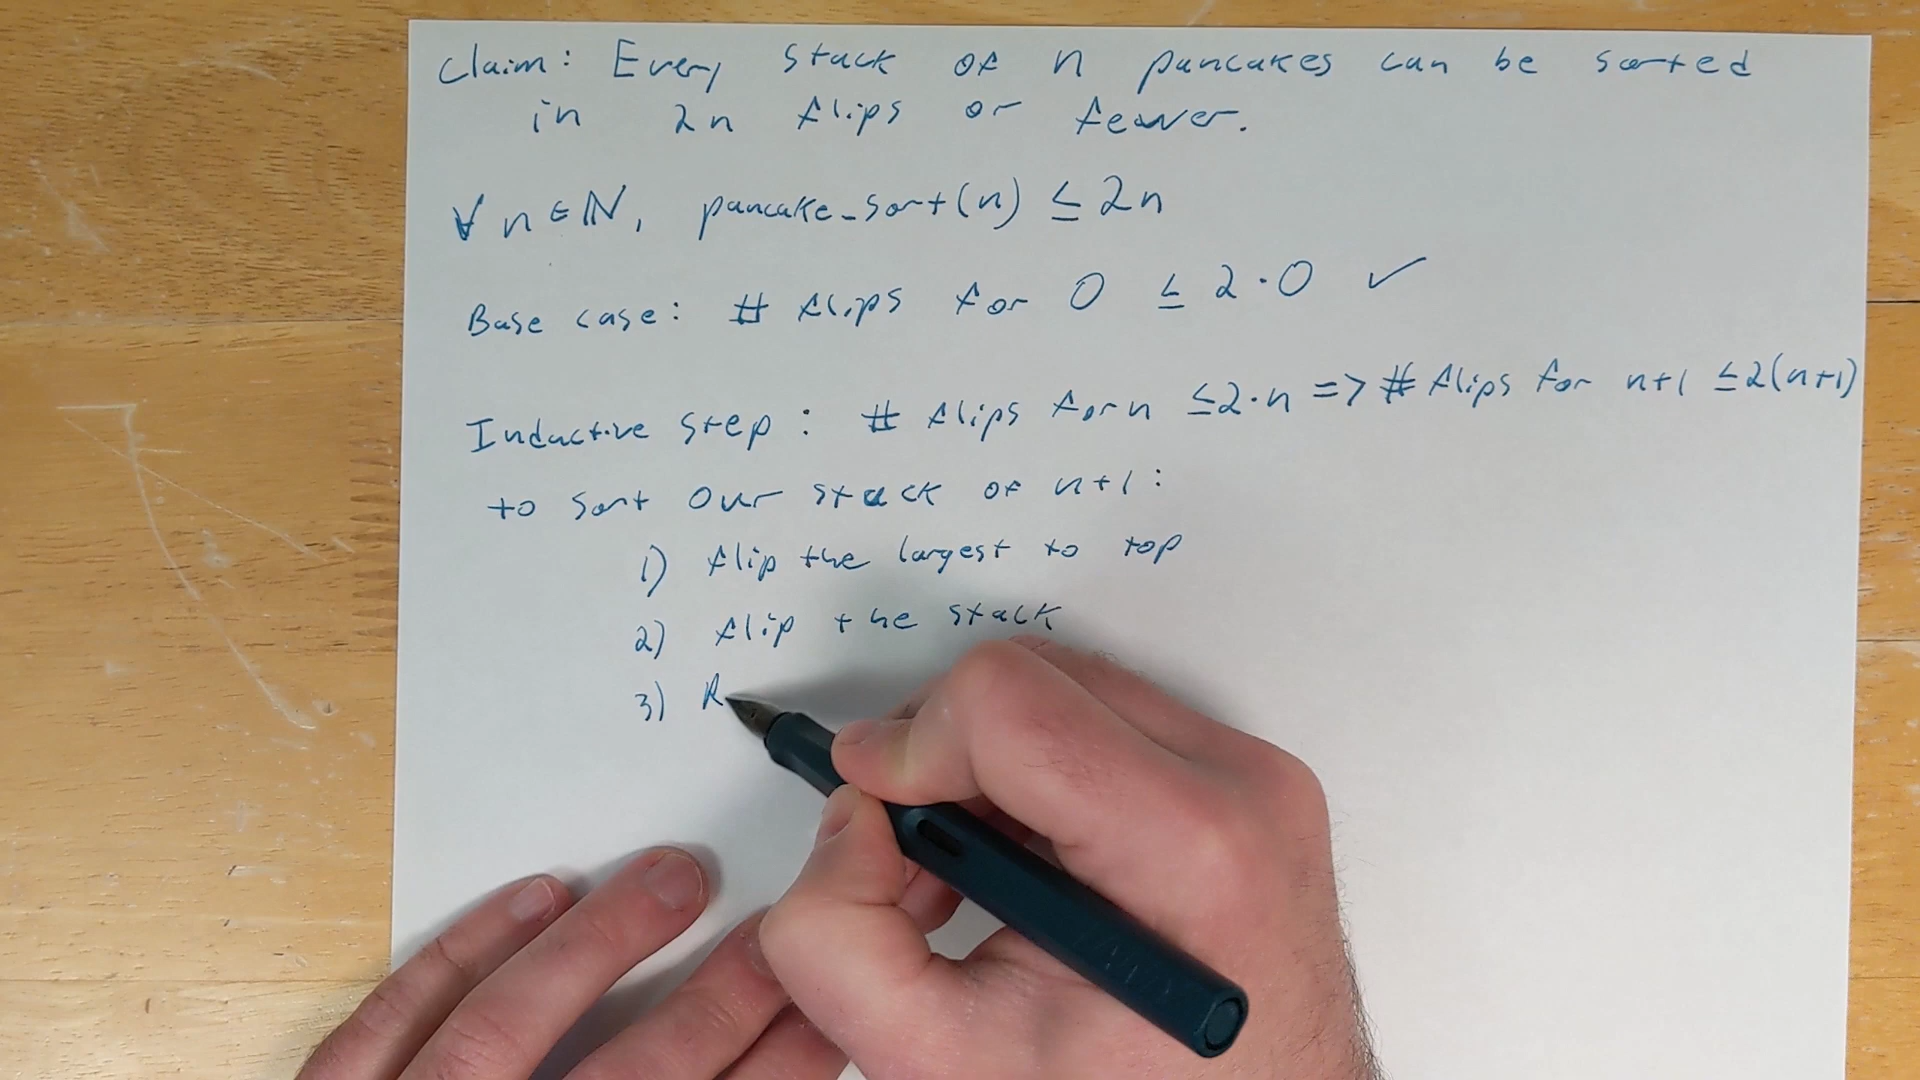 Claim: Every stack of n pancakes can be sorted
in 2n flips or fewer.
∀ n ∈ ℕ, pancake_sort(n) ≤ 2n
Base case: # flips for 0 ≤ 2·0 ✓
Inductive step: # flips for n ≤2·n => # flips for n+1 ≤2(n+1)
to sort our stack of n+1:
1) flip the largest to top
2) flip the stack
3) R